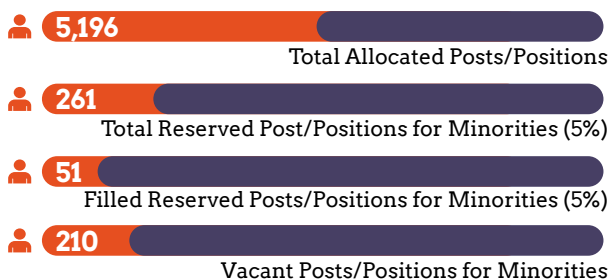 5,196
Total Allocated Posts/Positions
261
Total Reserved Post/Positions for Minorities (5%)
51
Filled Reserved Posts/Positions for Minorities (5%)
210
Vacant Posts/Positions for Minorities